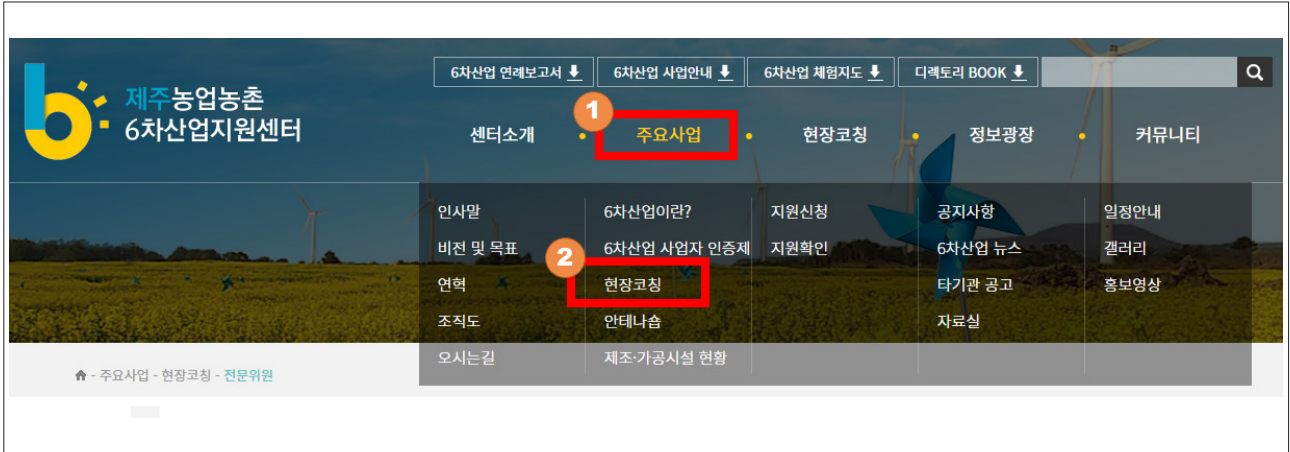 6차산업 연례보고서
6차산업 사업안내
6차산업 체험지도
디렉토리 BOOK
제주농업농촌
6차산업지원센터
1
센터소개
주요사업
현장코칭
정보광장
커뮤니티
인사말
비전 및 목표
연혁
조직도
오시는길
6차산업이란?
6차산업 사업자 인증제
2
현장코칭
안테나숍
제조·가공시설 현황
지원신청
지원확인
공지사항
6차산업 뉴스
타기관 공고
자료실
일정안내
갤러리
홍보영상
- 주요사업 - 현장코칭 - 전문위원